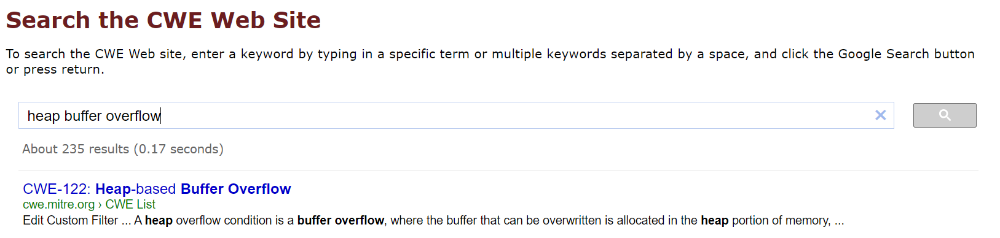 Search the CWE Web Site
To search the CWE Web site, enter a keyword by typing in a specific term or multiple keywords separated by a space, and click the Google Search button
or press return.
heap buffer overflow
About 235 results (0.17 seconds)
CWE-122: Heap-based Buffer Overflow
cwe.mitre.org › CWE List
Edit Custom Filter ... A heap overflow condition is a buffer overflow, where the buffer that can be overwritten is allocated in the heap portion of memory, ...